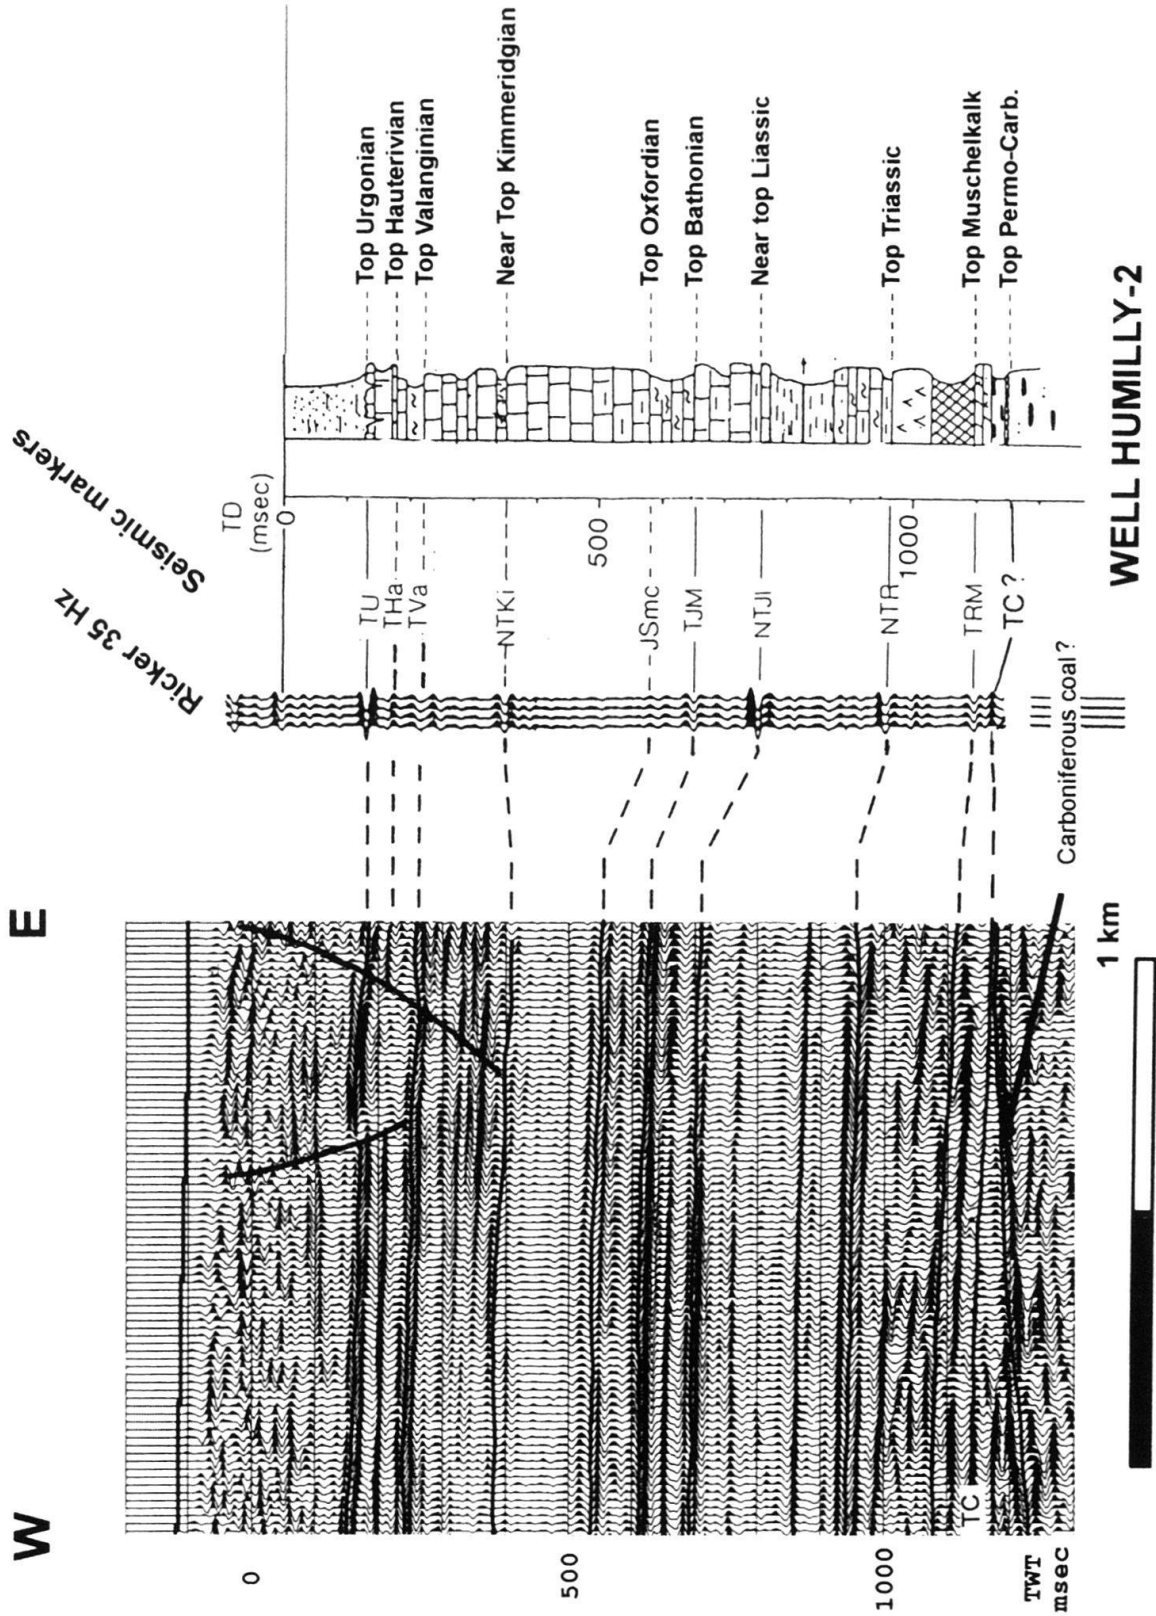 W
E
Ricker 35 Hz
Seismic markers
TD
(msec)
0
500
1000
TU
THa
TVa
NTKi
JSmc
TJM
NTJl
NTR
TRM
TC ?
Top Urgonian
Top Hauterivian
Top Valanginian
Near Top Kimmeridgian
Top Oxfordian
Top Bathonian
Near top Liassic
Top Triassic
Top Muschelkalk
Top Permo-Carb.
0
500
1000
TWT
msec
TC
Carboniferous coal?
1 km
WELL HUMILLY-2